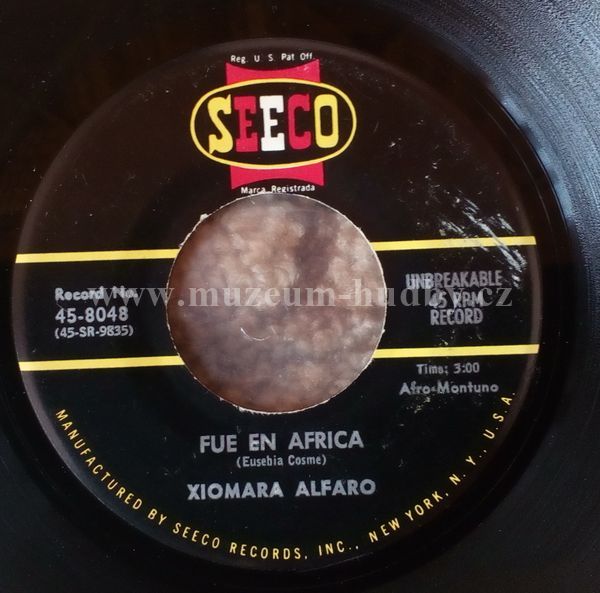 Reg. U. S. Pat Off
SEECO
Marca Registrada
Record No.
45-8048
(45-SR-9835)
UNBREAKABLE
45 RPM
RECORD
Time: 3:00
Afro-Montuno
www.muzeum-hudby.cz
FUE EN AFRICA
(Eusebia Cosme)
XIOMARA ALFARO
MANUFACTURED BY SEECO RECORDS, INC., NEW YORK, N. Y., U.S.A